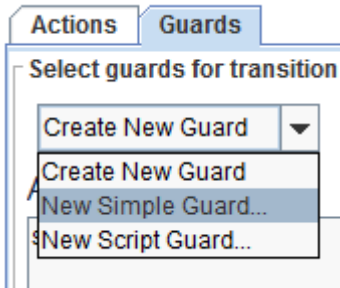 Actions Guards
Select guards for transition
Create New Guard
Create New Guard
New Simple Guard...
New Script Guard...